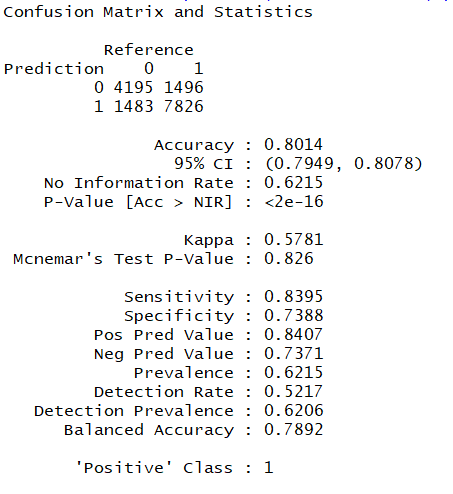 Confusion Matrix and Statistics
Reference
Prediction 0 1
0 4195 1496
1 1483 7826
Accuracy : 0.8014
95% CI : (0.7949, 0.8078)
No Information Rate : 0.6215
P-Value [Acc > NIR] : <2e-16
Kappa : 0.5781
Mcnemar's Test P-Value : 0.826
Sensitivity : 0.8395
Specificity : 0.7388
Pos Pred Value : 0.8407
Neg Pred Value : 0.7371
Prevalence : 0.6215
Detection Rate : 0.5217
Detection Prevalence : 0.6206
Balanced Accuracy : 0.7892
'Positive' Class : 1